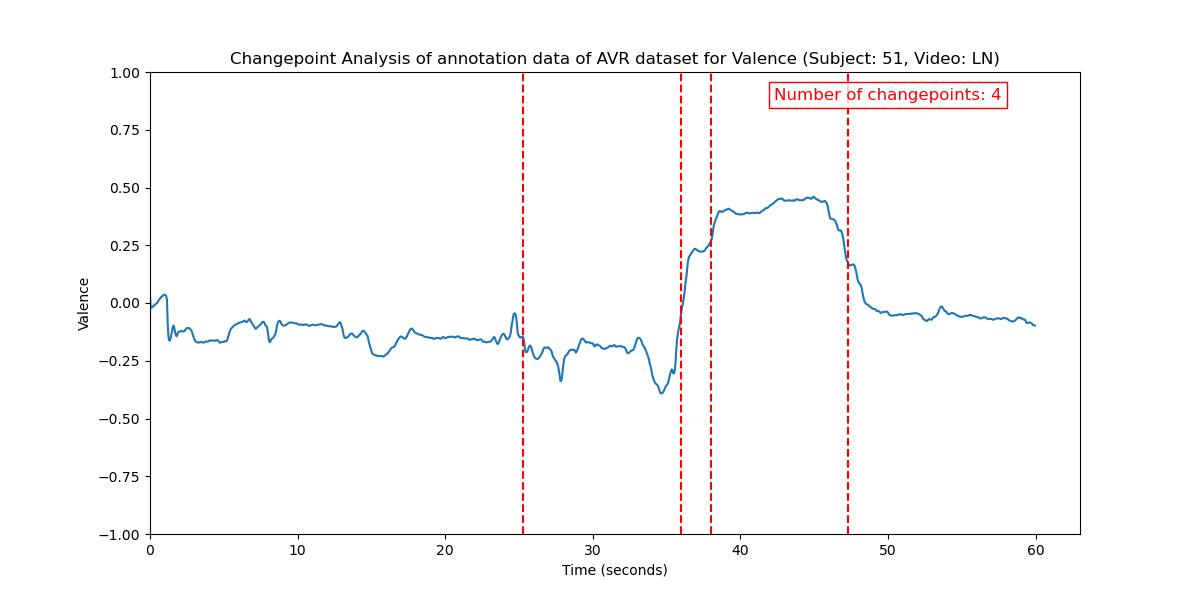 Changepoint Analysis of annotation data of AVR dataset for Valence (Subject: 51, Video: LN)
Number of changepoints: 4
1.00
0.75
0.50
0.25
0.00
−0.25
−0.50
−0.75
−1.00
Valence
0 10 20 30 40 50 60
Time (seconds)